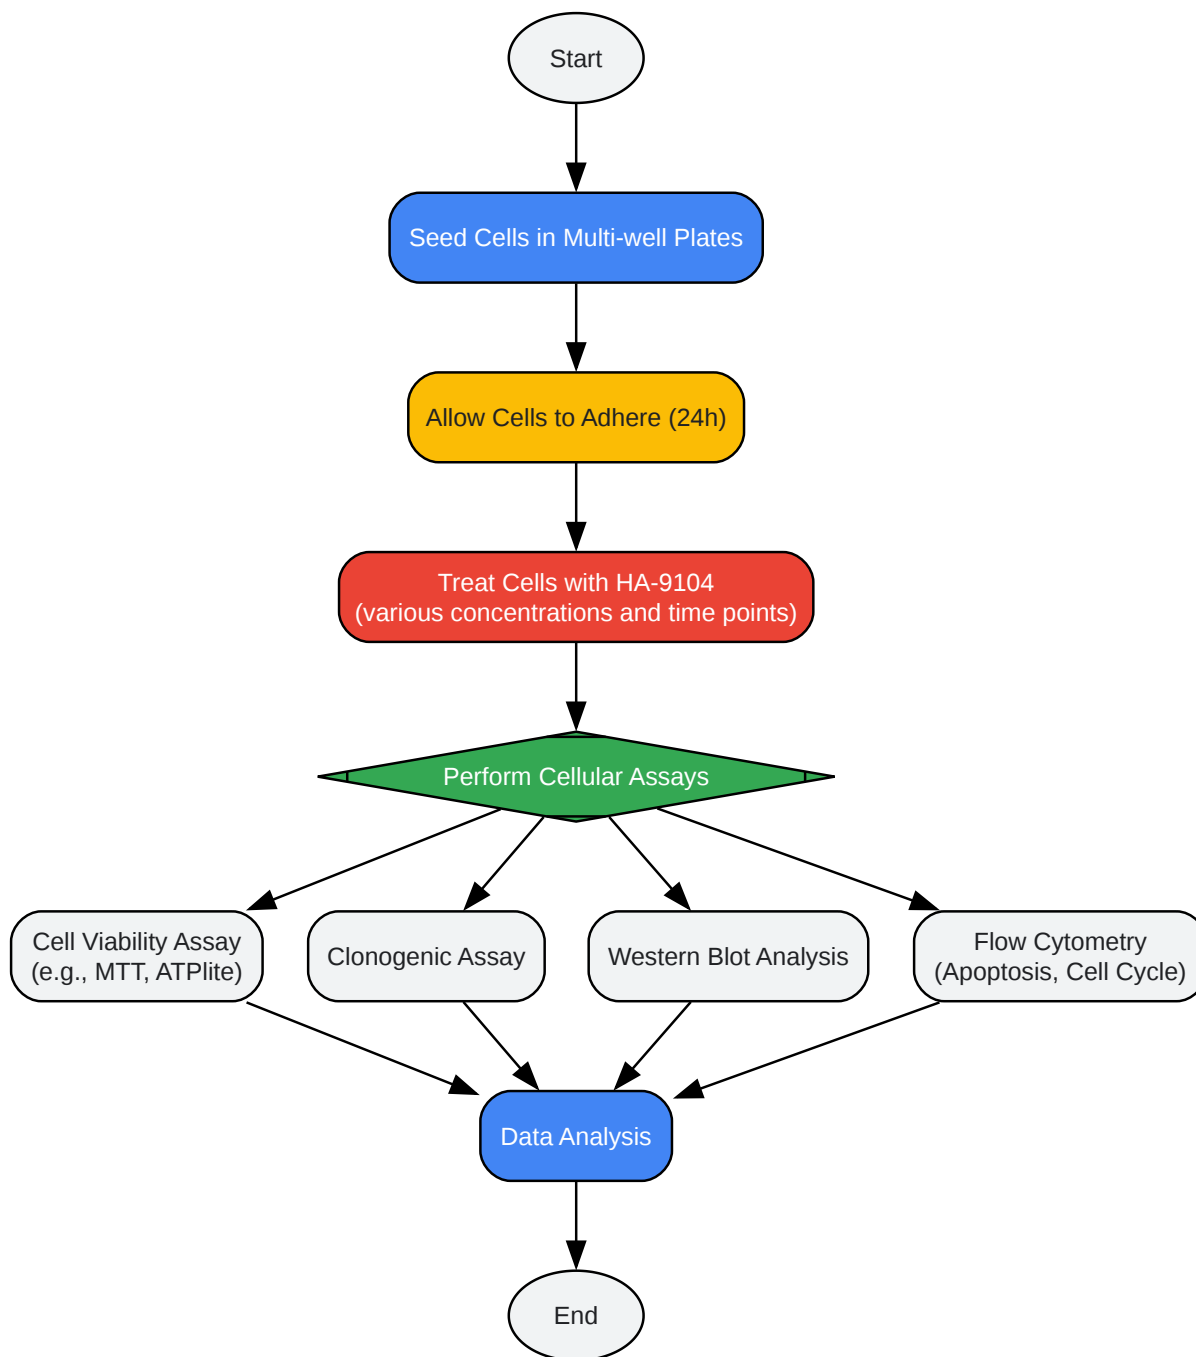 Start
Seed Cells in Multi-well Plates
Allow Cells to Adhere (24h)
Treat Cells with HA-9104
(various concentrations and time points)
Perform Cellular Assays
Cell Viability Assay
(e.g., MTT, ATPlite)
Clonogenic Assay
Western Blot Analysis
Flow Cytometry
(Apoptosis, Cell Cycle)
Data Analysis
End